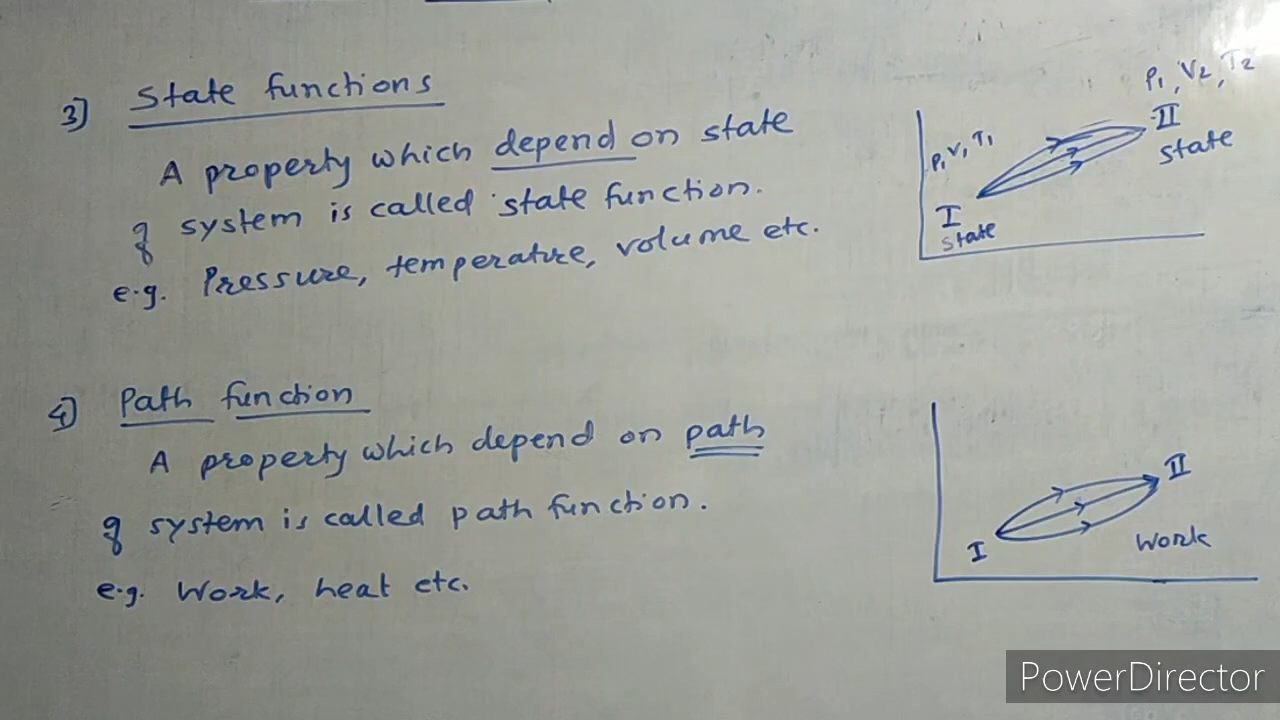 3] State functions
A property which depend on state
of system is called state function.
e.g. Pressure, temperature, volume etc.
P1 V1 T1
I
state
P1, V2, T2
II
state
4] Path function
A property which depend on path
of system is called path function.
e.g. Work, heat etc.
I
II
Work
PowerDirector